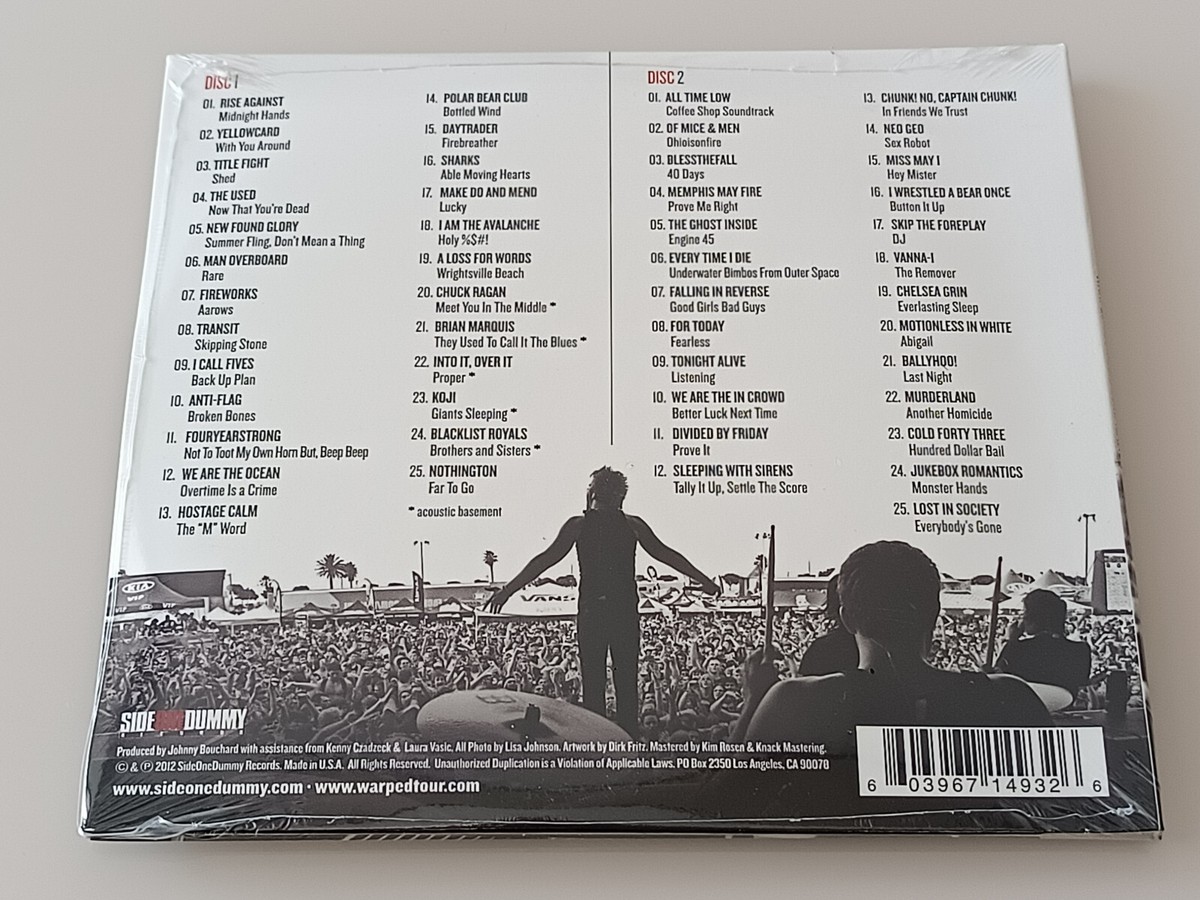 DISC 1
01. RISE AGAINST
Midnight Hands
02. YELLOWCARD
With You Around
03. TITLE FIGHT
Shed
04. THE USED
Now That You're Dead
05. NEW FOUND GLORY
Summer Fling, Don't Mean a Thing
06. MAN OVERBOARD
Rare
07. FIREWORKS
Aarows
08. TRANSIT
Skipping Stone
09. I CALL FIVES
Back Up Plan
10. ANTI-FLAG
Broken Bones
11. FOURYEARSTRONG
Not To Toot My Own Horn But, Beep Beep
12. WE ARE THE OCEAN
Overtime Is a Crime
13. HOSTAGE CALM
The "M" Word
14. POLAR BEAR CLUB
Bottled Wind
15. DAYTRADER
Firebreather
16. SHARKS
Able Moving Hearts
17. MAKE DO AND MEND
Lucky
18. I AM THE AVALANCHE
Holy %$#!
19. A LOSS FOR WORDS
Wrightsville Beach
20. CHUCK RAGAN
Meet You In The Middle *
21. BRIAN MARQUIS
They Used To Call It The Blues *
22. INTO IT, OVER IT
Proper *
23. KOJI
Giants Sleeping *
24. BLACKLIST ROYALS
Brothers and Sisters *
25. NOTHINGTON
Far To Go
* acoustic basement
DISC 2
01. ALL TIME LOW
Coffee Shop Soundtrack
02. OF MICE & MEN
Ohioisonfire
03. BLESSTHEFALL
40 Days
04. MEMPHIS MAY FIRE
Prove Me Right
05. THE GHOST INSIDE
Engine 45
06. EVERY TIME I DIE
Underwater Bimbos From Outer Space
07. FALLING IN REVERSE
Good Girls Bad Guys
08. FOR TODAY
Fearless
09. TONIGHT ALIVE
Listening
10. WE ARE THE IN CROWD
Better Luck Next Time
11. DIVIDED BY FRIDAY
Prove It
12. SLEEPING WITH SIRENS
Tally It Up, Settle The Score
13. CHUNK! NO, CAPTAIN CHUNK!
In Friends We Trust
14. NEO GEO
Sex Robot
15. MISS MAY I
Hey Mister
16. I WRESTLED A BEAR ONCE
Button It Up
17. SKIP THE FOREPLAY
DJ
18. VANNA-I
The Remover
19. CHELSEA GRIN
Everlasting Sleep
20. MOTIONLESS IN WHITE
Abigail
21. BALLYHOO!
Last Night
22. MURDERLAND
Another Homicide
23. COLD FORTY THREE
Hundred Dollar Bail
24. JUKEBOX ROMANTICS
Monster Hands
25. LOST IN SOCIETY
Everybody's Gone
KIA
VIP
VANS
SIDEONEDUMMY
RECORDS
Produced by Johnny Bouchard with assistance from Kenny Czadzeck & Laura Vasic. All Photo by Lisa Johnson. Artwork by Dirk Fritz. Mastered by Kim Rosen & Knack Mastering.
© & ℗ 2012 SideOneDummy Records. Made in U.S.A. All Rights Reserved. Unauthorized Duplication is a Violation of Applicable Laws. PO Box 2350 Los Angeles, CA 90078
www.sideonedummy.com · www.warpedtour.com
6 03967 14932 6